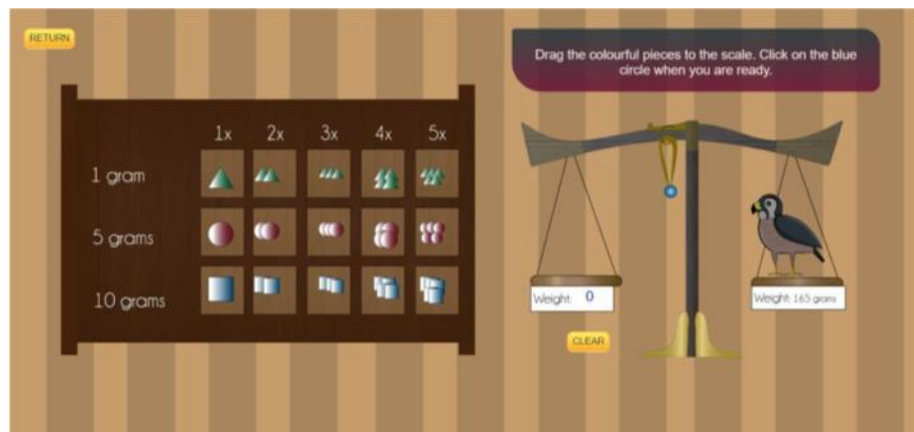 RETURN
Drag the colourful pieces to the scale. Click on the blue
circle when you are ready.
1x 2x 3x 4x 5x
1 gram
5 grams
10 grams
Weight: 0
Weight: 165 grams
CLEAR